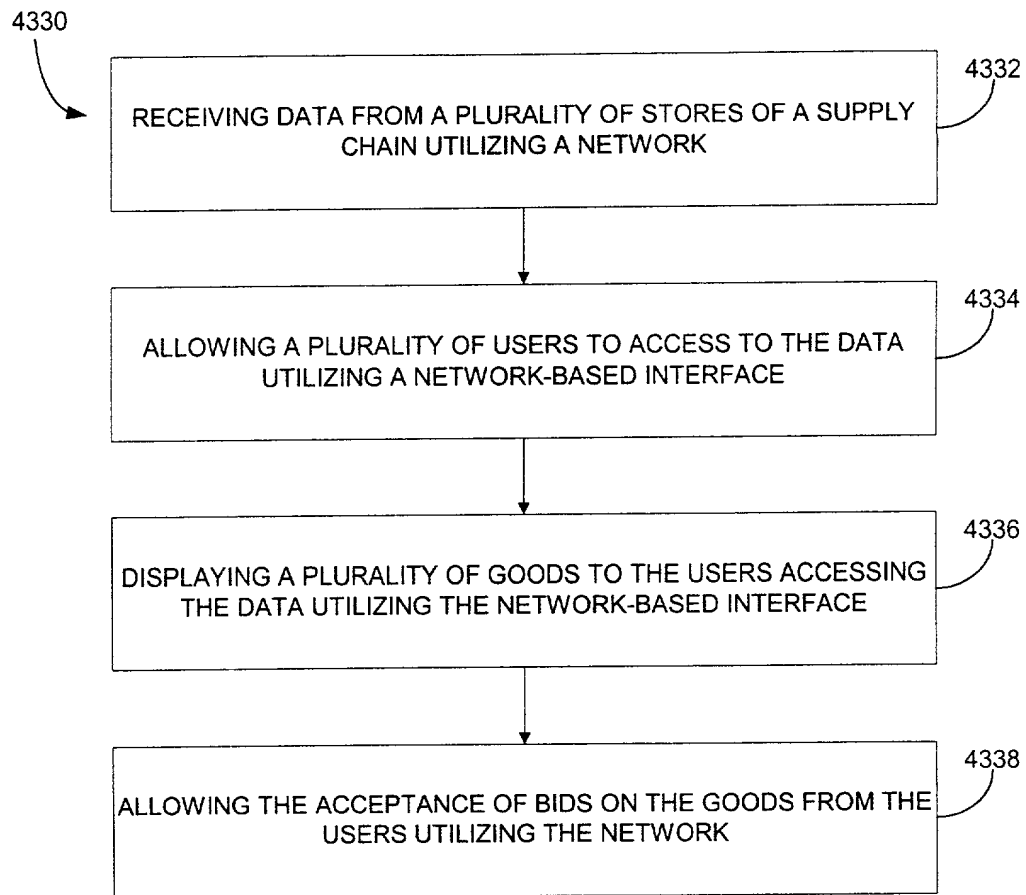 4330
4332
RECEIVING DATA FROM A PLURALITY OF STORES OF A SUPPLY
CHAIN UTILIZING A NETWORK
4334
ALLOWING A PLURALITY OF USERS TO ACCESS TO THE DATA
UTILIZING A NETWORK-BASED INTERFACE
4336
DISPLAYING A PLURALITY OF GOODS TO THE USERS ACCESSING
THE DATA UTILIZING THE NETWORK-BASED INTERFACE
4338
ALLOWING THE ACCEPTANCE OF BIDS ON THE GOODS FROM THE
USERS UTILIZING THE NETWORK